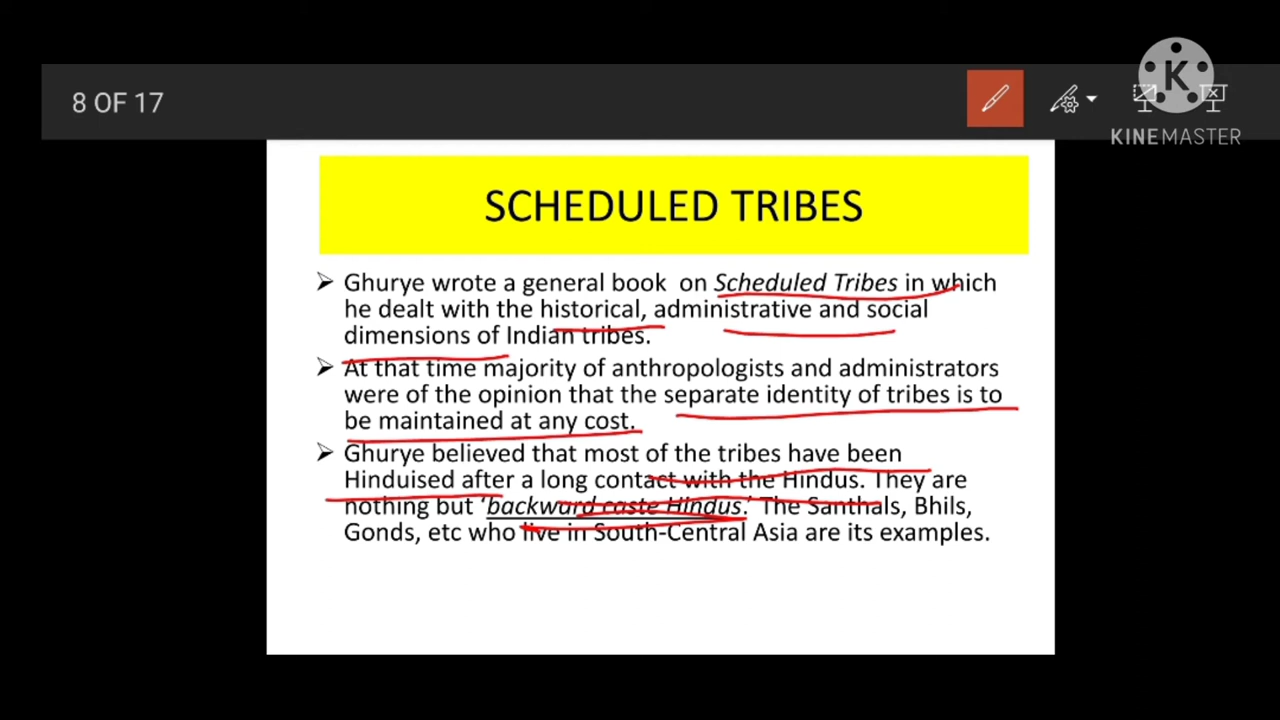 8 OF 17
K
KINEMASTER
SCHEDULED TRIBES
Ghurye wrote a general book on Scheduled Tribes in which
he dealt with the historical, administrative and social
dimensions of Indian tribes.
At that time majority of anthropologists and administrators
were of the opinion that the separate identity of tribes is to
be maintained at any cost.
Ghurye believed that most of the tribes have been
Hinduised after a long contact with the Hindus. They are
nothing but ‘backward caste Hindus.’ The Santhals, Bhils,
Gonds, etc who live in South-Central Asia are its examples.